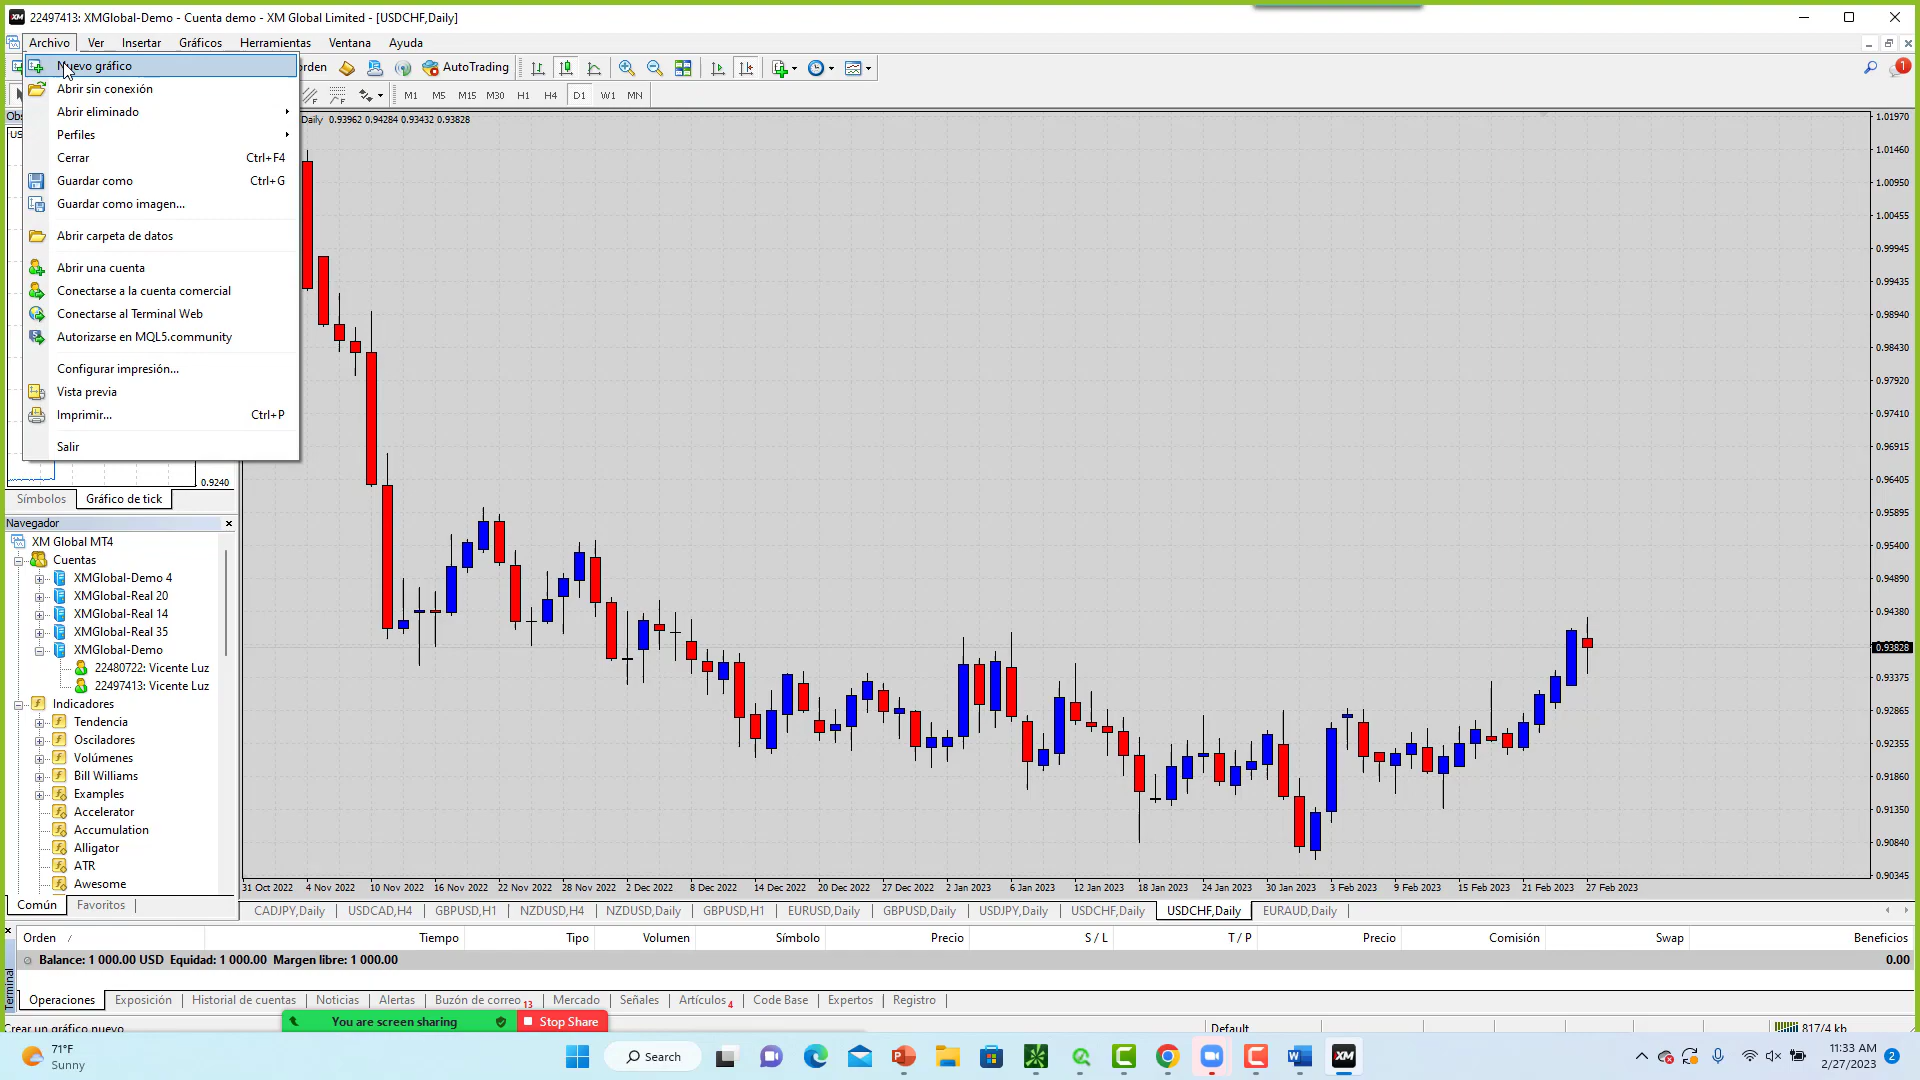 22497413: XMGlobal-Demo - Cuenta demo - XM Global Limited - [USDCHF,Daily]
Archivo Ver Insertar Gráficos Herramientas Ventana Ayuda
Nuevo gráfico
Abrir sin conexión
Abrir eliminado
Perfiles
Cerrar Ctrl+F4
Guardar como Ctrl+G
Guardar como imagen...
Abrir carpeta de datos
Abrir una cuenta
Conectarse a la cuenta comercial
Conectarse al Terminal Web
Autorizarse en MQL5.community
Configurar impresión...
Vista previa
Imprimir... Ctrl+P
Salir
AutoTrading
1
M1 M5 M15 M30 H1 H4 D1 W1 MN
Daily 0.93962 0.94284 0.93432 0.93828
1.01970
1.01460
1.00950
1.00455
0.99945
0.99435
0.98940
0.98430
0.97920
0.97410
0.96915
0.96405
0.95895
0.95400
0.94890
0.94380
0.93828
0.93375
0.92865
0.92355
0.91860
0.91350
0.90840
0.90345
0.9240
Símbolos Gráfico de tick
Navegador
XM Global MT4
Cuentas
XMGlobal-Demo 4
XMGlobal-Real 20
XMGlobal-Real 14
XMGlobal-Real 35
XMGlobal-Demo
22480722: Vicente Luz
22497413: Vicente Luz
Indicadores
Tendencia
Osciladores
Volúmenes
Bill Williams
Examples
Accelerator
Accumulation
Alligator
ATR
Awesome
Común Favoritos
31 Oct 2022 4 Nov 2022 10 Nov 2022 16 Nov 2022 22 Nov 2022 28 Nov 2022 2 Dec 2022 8 Dec 2022 14 Dec 2022 20 Dec 2022 27 Dec 2022 2 Jan 2023 6 Jan 2023 12 Jan 2023 18 Jan 2023 24 Jan 2023 30 Jan 2023 3 Feb 2023 9 Feb 2023 15 Feb 2023 21 Feb 2023 27 Feb 2023
CADJPY,Daily USDCAD,H4 GBPUSD,H1 NZDUSD,H4 NZDUSD,Daily GBPUSD,H1 EURUSD,Daily GBPUSD,Daily USDJPY,Daily USDCHF,Daily USDCHF,Daily EURAUD,Daily
Orden / Tiempo Tipo Volumen Símbolo Precio S / L T / P Precio Comisión Swap Beneficios
Balance: 1 000.00 USD Equidad: 1 000.00 Margen libre: 1 000.00 0.00
Terminal
Operaciones Exposición Historial de cuentas Noticias Alertas Buzón de correo 13 Mercado Señales Artículos 4 Code Base Expertos Registro
You are screen sharing Stop Share
Crear un gráfico nuevo Default 817/4 kb
71°F
Sunny
Search
11:33 AM
2/27/2023
2